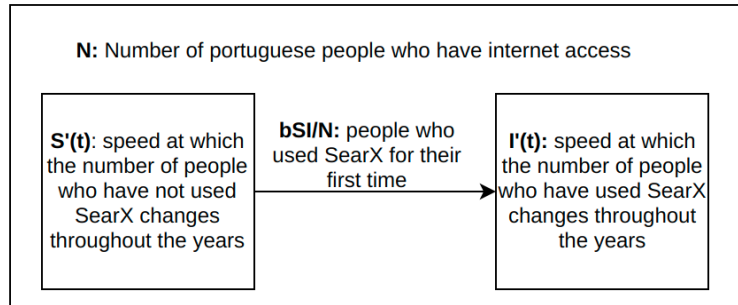 N: Number of portuguese people who have internet access
S'(t): speed at which
the number of people
who have not used
SearX changes
throughout the years
bSI/N: people who
used SearX for their
first time
I'(t): speed at which
the number of people
who have used SearX
changes throughout
the years